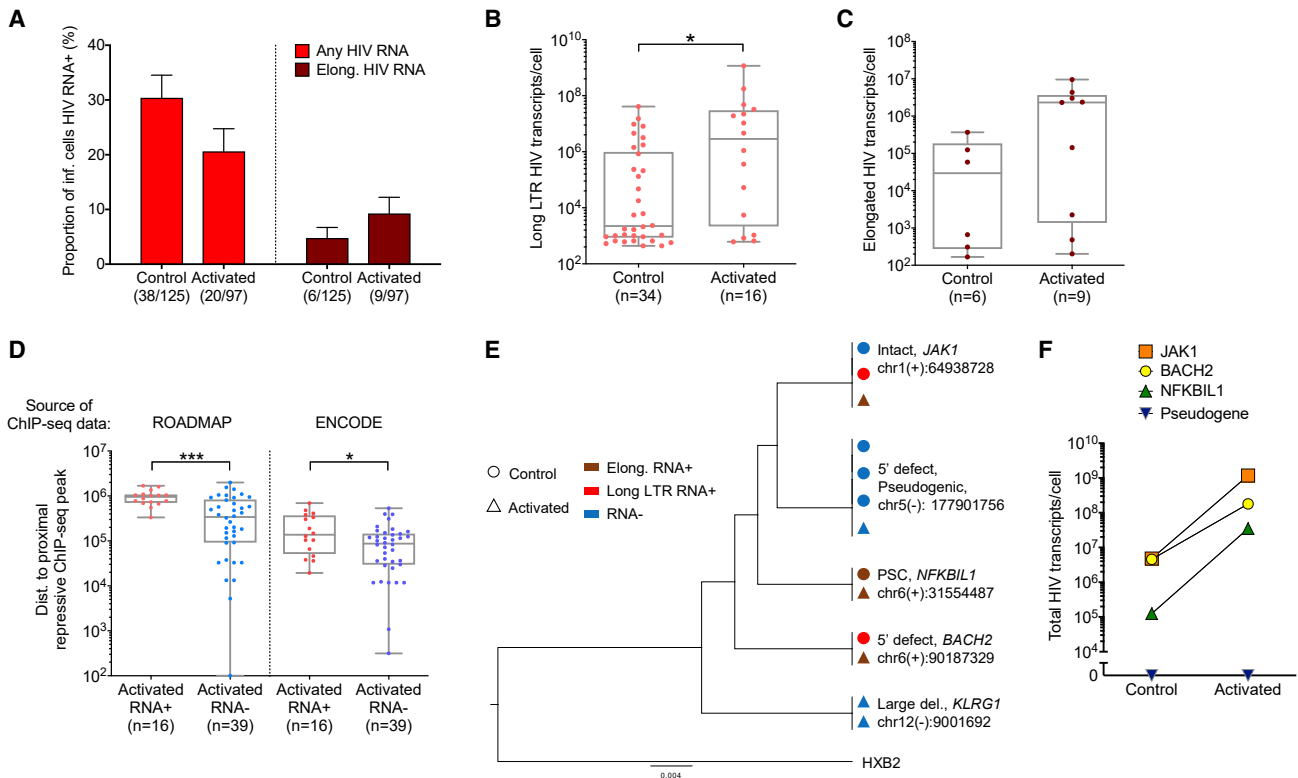 A
Proportion of inf. cells HIV RNA+ (%)
40
30
20
10
0
Any HIV RNA
Elong. HIV RNA
Control Activated Control Activated
(38/125) (20/97) (6/125) (9/97)
B
Long LTR HIV transcripts/cell
10^10
10^8
10^6
10^4
10^2
*
Control Activated
(n=34) (n=16)
C
Elongated HIV transcripts/cell
10^8
10^7
10^6
10^5
10^4
10^3
10^2
Control Activated
(n=6) (n=9)
D
Source of
ChIP-seq data:
ROADMAP ENCODE
Dist. to proximal
repressive ChIP-seq peak
10^7
10^6
10^5
10^4
10^3
10^2
*** *
Activated Activated Activated Activated
RNA+ RNA- RNA+ RNA-
(n=16) (n=39) (n=16) (n=39)
E
Control
Activated
Elong. RNA+
Long LTR RNA+
RNA-
Intact, JAK1
chr1(+):64938728
5' defect,
Pseudogenic,
chr5(-): 177901756
PSC, NFKBIL1
chr6(+):31554487
5' defect, BACH2
chr6(+):90187329
Large del., KLRG1
chr12(-):9001692
HXB2
0.004
F
JAK1
BACH2
NFKBIL1
Pseudogene
Total HIV transcripts/cell
10^10
10^9
10^8
10^7
10^6
10^5
10^4
0
Control Activated